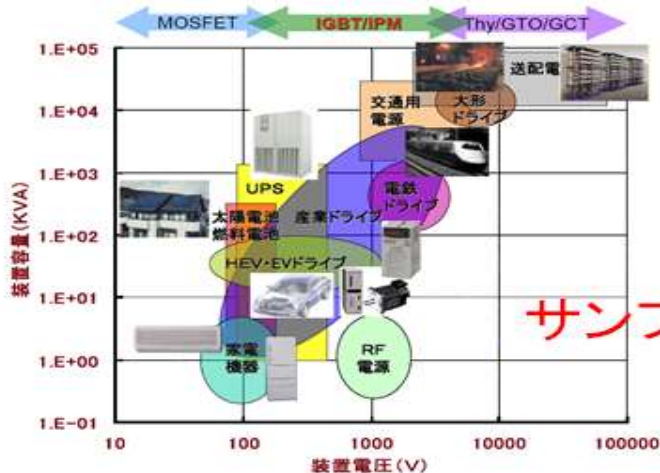 MOSFET
IGBT/IPM
Thy/GTO/GCT
1.E+05
1.E+04
1.E+03
1.E+02
1.E+01
1.E+00
1.E-01
装置容量(KVA)
送配電
交通用
電源
大形
ドライブ
UPS
電鉄
ドライブ
太陽電池
燃料電池
産業ドライブ
HEV・EVドライブ
家電
機器
RF
電源
サンプ
10
100
1000
10000
100000
装置電圧(V)